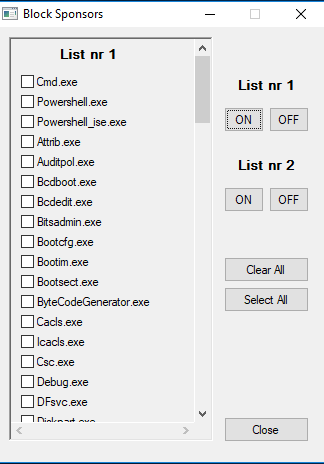 Block Sponsors
List nr 1
Cmd.exe
Powershell.exe
Powershell_ise.exe
Attrib.exe
Auditpol.exe
Bcdboot.exe
Bcdedit.exe
Bitsadmin.exe
Bootcfg.exe
Bootim.exe
Bootsect.exe
ByteCodeGenerator.exe
Cacls.exe
Icacls.exe
Csc.exe
Debug.exe
DFsvc.exe
Diskpart.exe
List nr 1
ON OFF
List nr 2
ON OFF
Clear All
Select All
Close